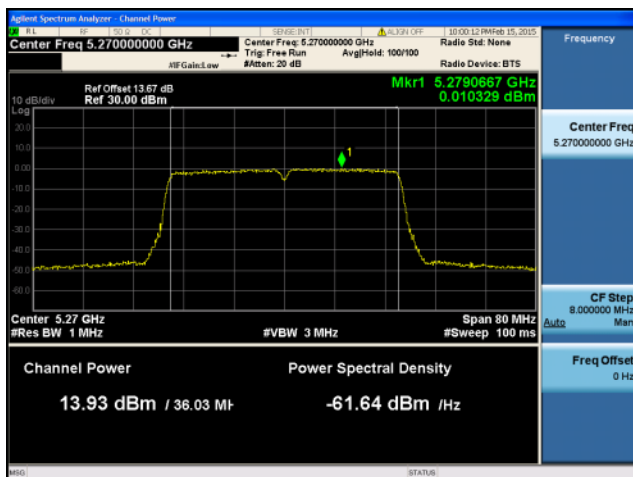 Agilent Spectrum Analyzer - Channel Power
RL RF 50 Ω DC SENSE:INT ALIGN OFF 10:00:12 PM Feb 15, 2015
Center Freq 5.270000000 GHz Center Freq: 5.270000000 GHz Radio Std: None Frequency
Trig: Free Run Avg|Hold: 100/100
#IFGain:Low #Atten: 20 dB Radio Device: BTS
Ref Offset 13.67 dB Mkr1 5.2790667 GHz
10 dB/div Ref 30.00 dBm 0.010329 dBm
Log
20.0
10.0
0.00
-10.0
-20.0
-30.0
-40.0
-50.0
-60.0
1
Center Freq
5.270000000 GHz
Center 5.27 GHz Span 80 MHz
#Res BW 1 MHz #VBW 3 MHz #Sweep 100 ms
CF Step
8.000000 MHz
Auto Man
Channel Power Power Spectral Density
13.93 dBm / 36.03 MH -61.64 dBm /Hz
Freq Offset
0 Hz
MSG STATUS